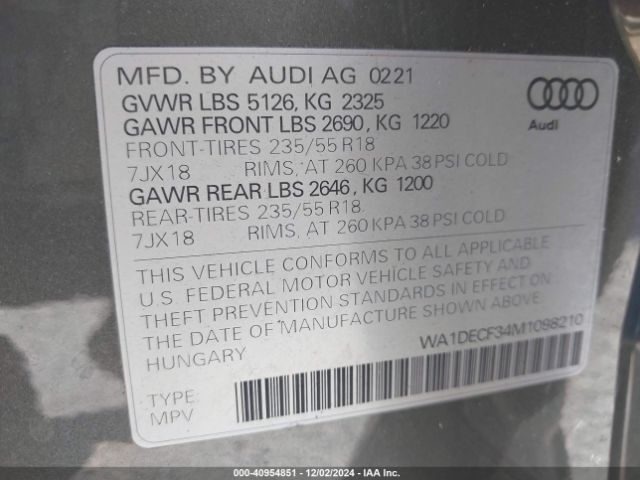 MFD. BY AUDI AG 0221
GVWR LBS 5126, KG 2325
GAWR FRONT LBS 2690, KG 1220
FRONT-TIRES 235/55 R18
7JX18 RIMS, AT 260 KPA 38 PSI COLD
GAWR REAR LBS 2646, KG 1200
REAR-TIRES 235/55 R18
7JX18 RIMS, AT 260 KPA 38 PSI COLD
Audi
THIS VEHICLE CONFORMS TO ALL APPLICABLE
U.S. FEDERAL MOTOR VEHICLE SAFETY AND
THEFT PREVENTION STANDARDS IN EFFECT ON
THE DATE OF MANUFACTURE SHOWN ABOVE.
HUNGARY
WA1DECF34M1098210
TYPE:
MPV
000-40954851 - 12/02/2024 - IAA Inc.